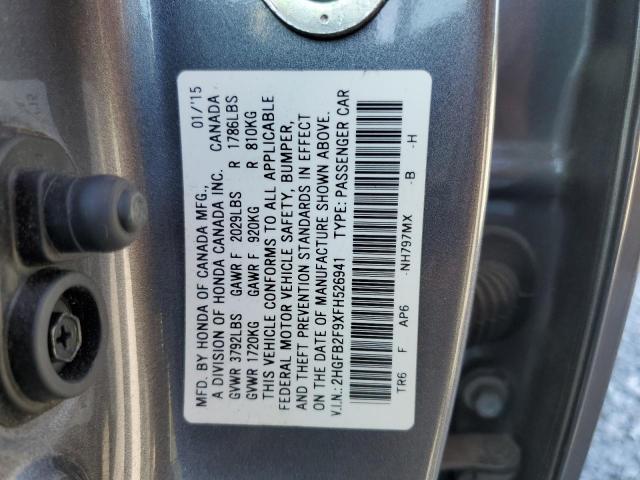 MFD. BY HONDA OF CANADA MFG., 01/'15
A DIVISION OF HONDA CANADA INC. CANADA
GVWR 3792LBS GAWR F 2029LBS R 1786LBS
GVWR 1720KG GAWR F 920KG R 810KG
THIS VEHICLE CONFORMS TO ALL APPLICABLE
FEDERAL MOTOR VEHICLE SAFETY, BUMPER,
AND THEFT PREVENTION STANDARDS IN EFFECT
ON THE DATE OF MANUFACTURE SHOWN ABOVE.
V.I.N.: 2HGFB2F9XFH526941 TYPE: PASSENGER CAR
TR6 F AP6 -NH797MX -B -H